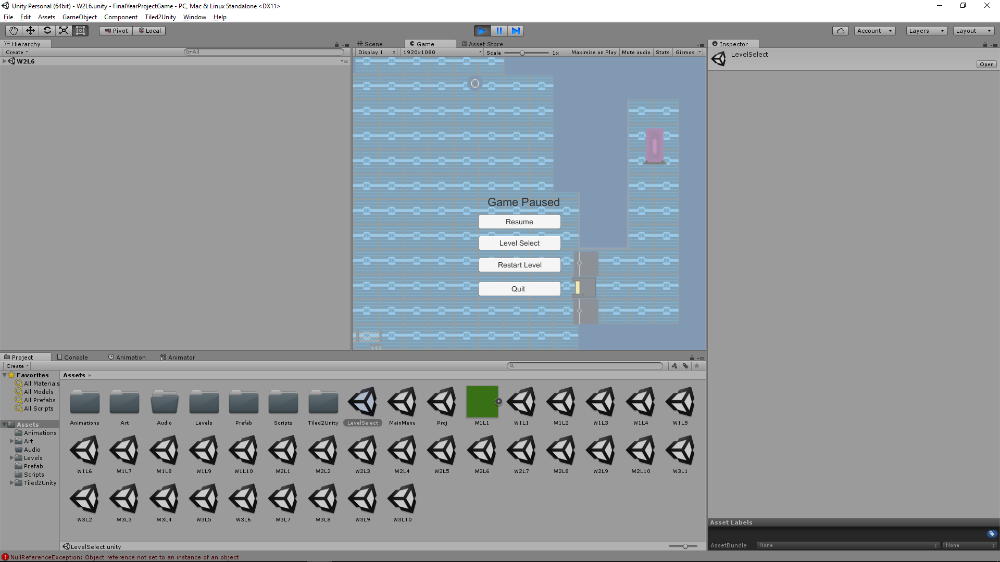 Unity Personal (64bit) - W2L6.unity - FinalYearProjectGame - PC, Mac & Linux Standalone <DX11>
File Edit Assets GameObject Component Tiled2Unity Window Help
Pivot Local Account Layers Layout
Hierarchy
Create All
W2L6
Scene Game Asset Store
Display 1 1920x1080 Scale 1x Maximize on Play Mute audio Stats Gizmos
Game Paused
Resume
Level Select
Restart Level
Quit
Inspector
LevelSelect
Open
Project Console Animation Animator
Create
Favorites
All Materials
All Models
All Prefabs
All Scripts
Assets
Animations
Art
Audio
Levels
Prefab
Scripts
Tiled2Unity
Assets
Animations Art Audio Levels Prefab Scripts Tiled2Unity LevelSelect MainMenu Proj W1L1 W1L1 W1L2 W1L3 W1L4 W1L5
W1L6 W1L7 W1L8 W1L9 W1L10 W2L1 W2L2 W2L3 W2L4 W2L5 W2L6 W2L7 W2L8 W2L9 W2L10 W3L1
W3L2 W3L3 W3L4 W3L5 W3L6 W3L7 W3L8 W3L9 W3L10
LevelSelect.unity
Asset Labels
AssetBundle None None
NullReferenceException: Object reference not set to an instance of an object